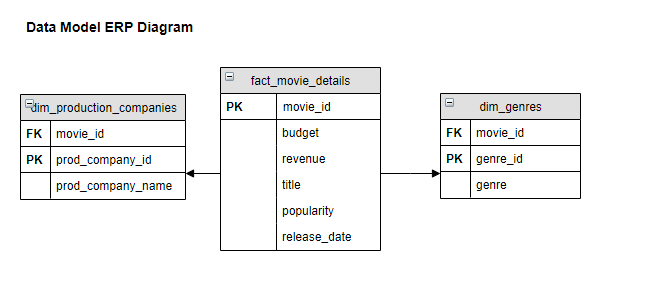 Data Model ERP Diagram
dim_production_companies
FK movie_id
PK prod_company_id
prod_company_name
fact_movie_details
PK movie_id
budget
revenue
title
popularity
release_date
dim_genres
FK movie_id
PK genre_id
genre